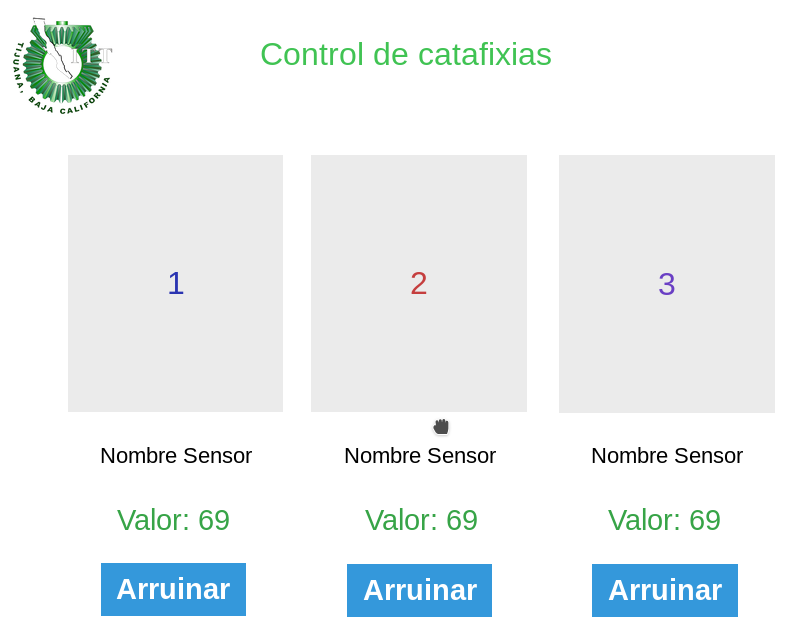 ITT
TIJUANA, BAJA CALIFORNIA
Control de catafixias
1
2
3
Nombre Sensor
Nombre Sensor
Nombre Sensor
Valor: 69
Valor: 69
Valor: 69
Arruinar
Arruinar
Arruinar